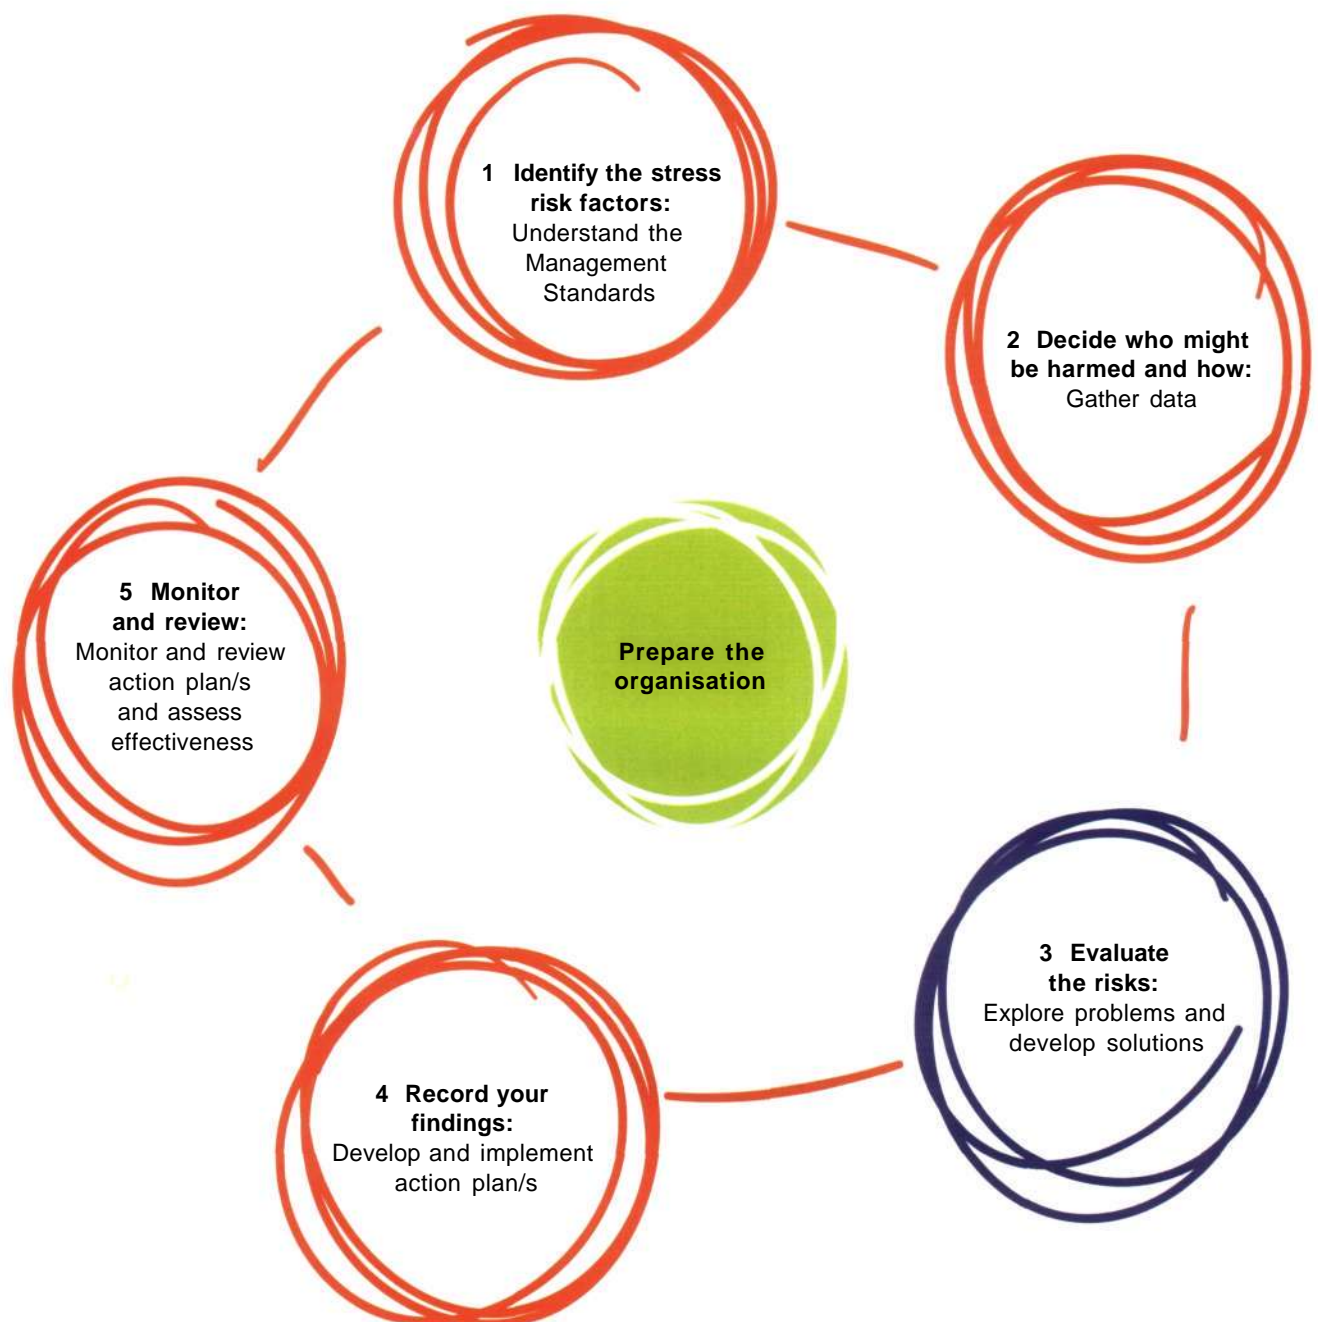 1 Identify the stress
risk factors:
Understand the
Management
Standards
2 Decide who might
be harmed and how:
Gather data
3 Evaluate
the risks:
Explore problems and
develop solutions
4 Record your
findings:
Develop and implement
action plan/s
5 Monitor
and review:
Monitor and review
action plan/s
and assess
effectiveness
Prepare the
organisation